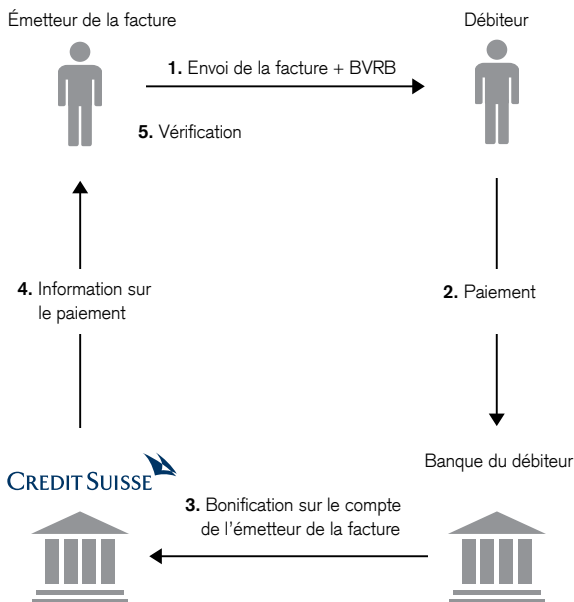 Émetteur de la facture
Débiteur
1. Envoi de la facture + BVRB
5. Vérification
4. Information sur
le paiement
2. Paiement
Banque du débiteur
CREDIT SUISSE
3. Bonification sur le compte
de l'émetteur de la facture